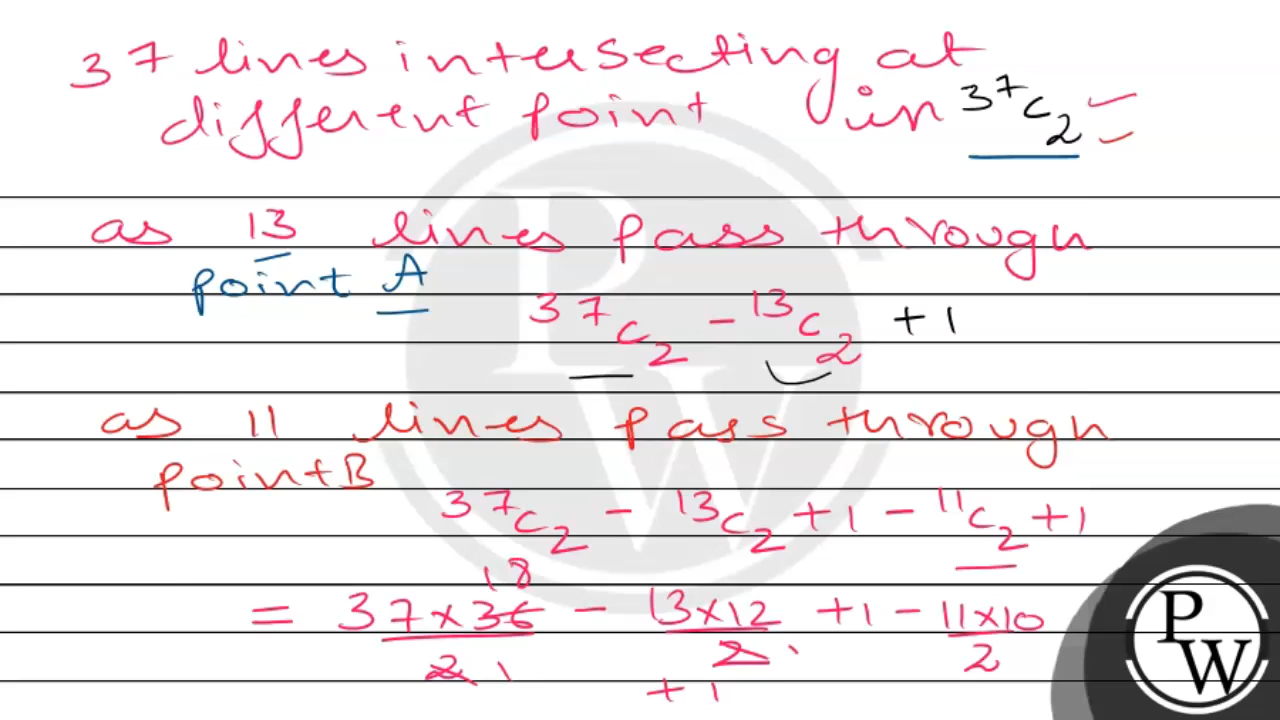 37 lines intersecting at
different point in ³⁷C₂
as 13 lines pass through
point A
³⁷C₂ - ¹³C₂ + 1
as 11 lines pass through
point B
³⁷C₂ - ¹³C₂ + 1 - ¹¹C₂ + 1
18
= 37×36/2 - 13×12/2 + 1 - 11×10/2
1
+ 1
P
W
P
W